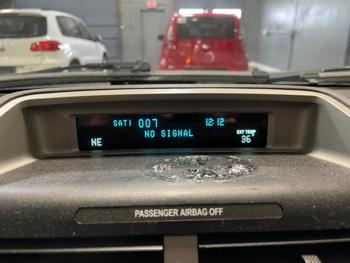 SAT1 007 12:12
NO SIGNAL
NE
EXT TEMP
36
PASSENGER AIRBAG OFF